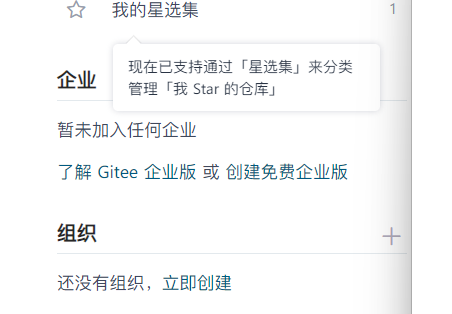 我的星选集 1
现在已支持通过「星选集」来分类
管理「我 Star 的仓库」
企业
暂未加入任何企业
了解 Gitee 企业版 或 创建免费企业版
组织
还没有组织，立即创建